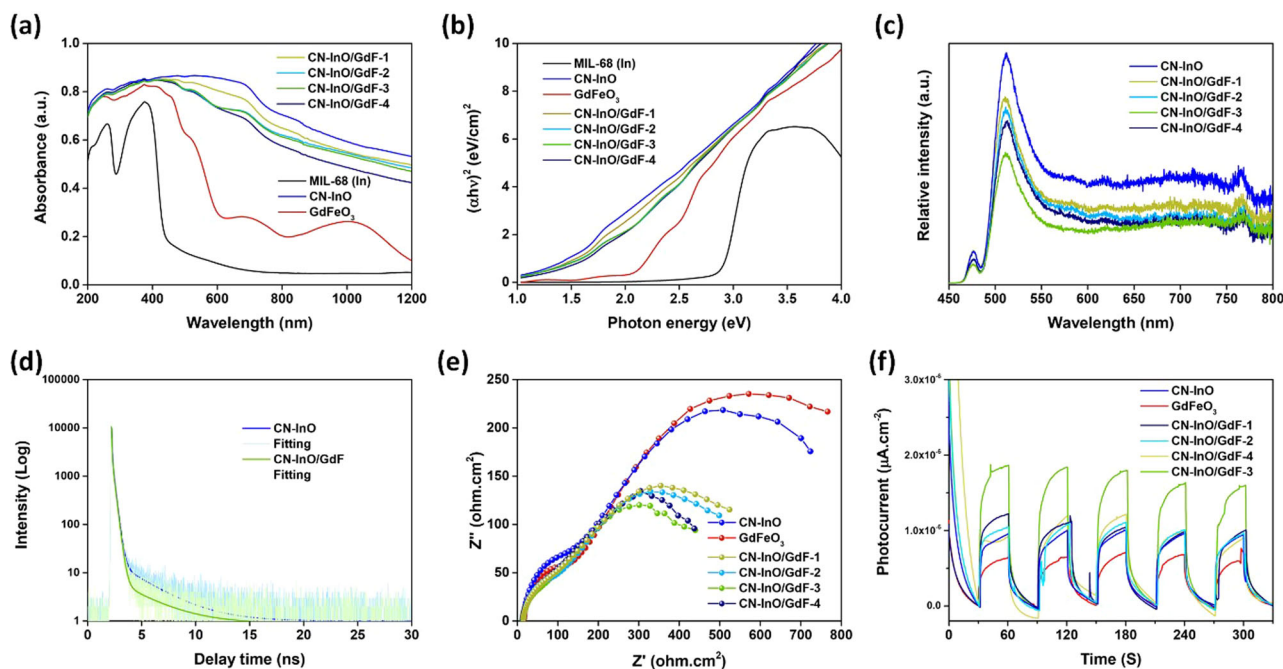 (a)
1.0
0.8
0.6
0.4
0.2
0.0
Absorbance (a.u.)
CN-InO/GdF-1
CN-InO/GdF-2
CN-InO/GdF-3
CN-InO/GdF-4
MIL-68 (In)
CN-InO
GdFeO₃
200 400 600 800 1000 1200
Wavelength (nm)
(b)
10
8
6
4
2
0
(αhν)² (eV/cm)²
MIL-68 (In)
CN-InO
GdFeO₃
CN-InO/GdF-1
CN-InO/GdF-2
CN-InO/GdF-3
CN-InO/GdF-4
1.0 1.5 2.0 2.5 3.0 3.5 4.0
Photon energy (eV)
(c)
Relative intensity (a.u)
CN-InO
CN-InO/GdF-1
CN-InO/GdF-2
CN-InO/GdF-3
CN-InO/GdF-4
450 500 550 600 650 700 750 800
Wavelength (nm)
(d)
100000
10000
1000
100
10
1
Intensity (Log)
CN-InO
Fitting
CN-InO/GdF
Fitting
0 5 10 15 20 25 30
Delay time (ns)
(e)
250
200
150
100
50
0
Z'' (ohm.cm²)
CN-InO
GdFeO₃
CN-InO/GdF-1
CN-InO/GdF-2
CN-InO/GdF-3
CN-InO/GdF-4
0 100 200 300 400 500 600 700 800
Z' (ohm.cm²)
(f)
3.0x10⁻⁵
2.0x10⁻⁵
1.0x10⁻⁵
0.0
Photocurrent (μA.cm⁻²)
CN-InO
GdFeO₃
CN-InO/GdF-1
CN-InO/GdF-2
CN-InO/GdF-4
CN-InO/GdF-3
0 60 120 180 240 300
Time (S)